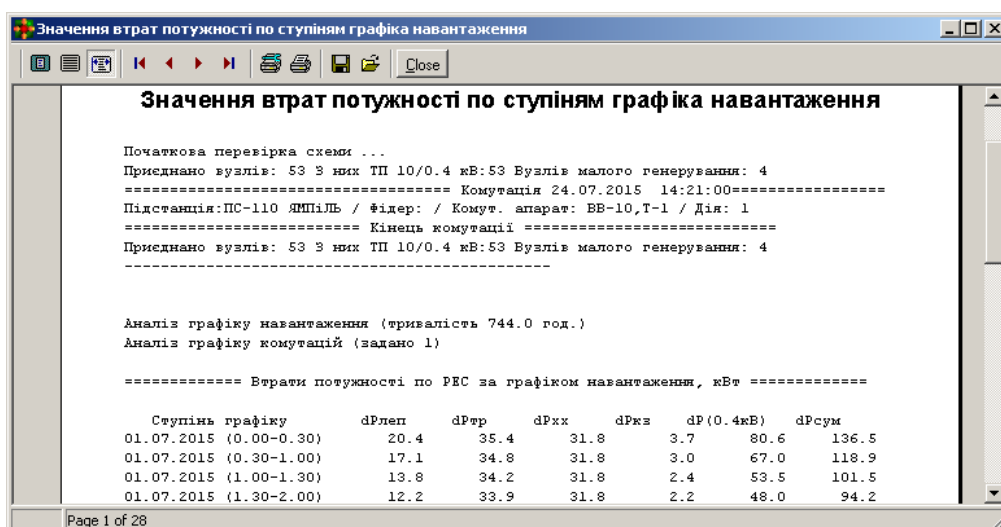 Значення втрат потужності по ступіням графіка навантаження
Close
Значення втрат потужності по ступіням графіка навантаження
Початкова перевірка схеми ...
Приєднано вузлів: 53 З них ТП 10/0.4 кВ:53 Вузлів малого генерування: 4
==================================== Комутація 24.07.2015  14:21:00=================
Підстанція:ПС-110 ЯМПіЛЬ / Фідер: / Комут. апарат: ВВ-10,Т-1 / Дія: 1
========================== Кінець комутації ============================
Приєднано вузлів: 53 З них ТП 10/0.4 кВ:53 Вузлів малого генерування: 4
-----------------------------------------------
Аналіз графіку навантаження (тривалість 744.0 год.)
Аналіз графіку комутацій (задано 1)
============= Втрати потужності по РЕС за графіком навантаження, кВт =============
Ступінь графіку dPлеп dPтр dPхх dPкз dP(0.4кВ) dPсум
01.07.2015 (0.00-0.30) 20.4 35.4 31.8 3.7 80.6 136.5
01.07.2015 (0.30-1.00) 17.1 34.8 31.8 3.0 67.0 118.9
01.07.2015 (1.00-1.30) 13.8 34.2 31.8 2.4 53.5 101.5
01.07.2015 (1.30-2.00) 12.2 33.9 31.8 2.2 48.0 94.2
Page 1 of 28